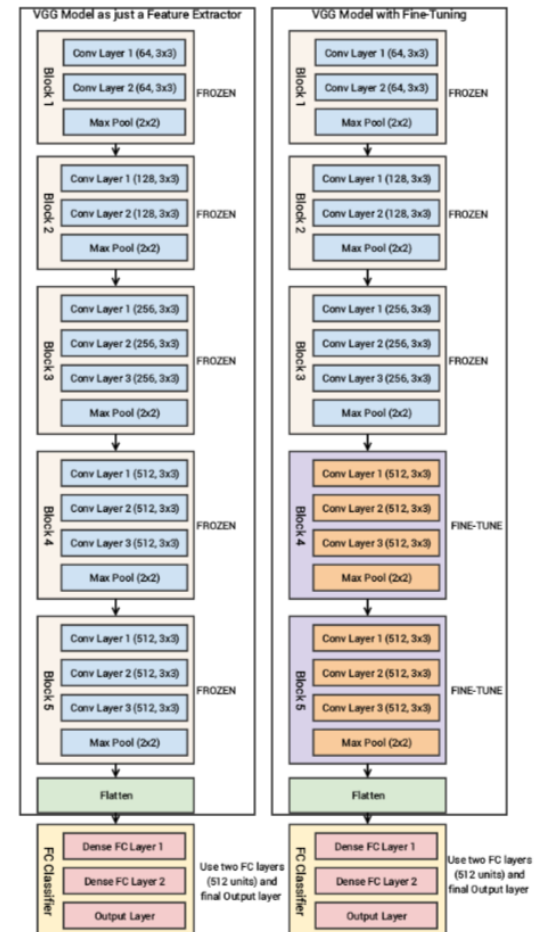 VGG Model as just a Feature Extractor
Block 1
Conv Layer 1 (64, 3x3)
Conv Layer 2 (64, 3x3)
Max Pool (2x2)
FROZEN
Block 2
Conv Layer 1 (128, 3x3)
Conv Layer 2 (128, 3x3)
Max Pool (2x2)
FROZEN
Block 3
Conv Layer 1 (256, 3x3)
Conv Layer 2 (256, 3x3)
Conv Layer 3 (256, 3x3)
Max Pool (2x2)
FROZEN
Block 4
Conv Layer 1 (512, 3x3)
Conv Layer 2 (512, 3x3)
Conv Layer 3 (512, 3x3)
Max Pool (2x2)
FROZEN
Block 5
Conv Layer 1 (512, 3x3)
Conv Layer 2 (512, 3x3)
Conv Layer 3 (512, 3x3)
Max Pool (2x2)
FROZEN
Flatten
FC Classifier
Dense FC Layer 1
Dense FC Layer 2
Output Layer
Use two FC layers
(512 units) and
final Output layer
VGG Model with Fine-Tuning
Block 1
Conv Layer 1 (64, 3x3)
Conv Layer 2 (64, 3x3)
Max Pool (2x2)
FROZEN
Block 2
Conv Layer 1 (128, 3x3)
Conv Layer 2 (128, 3x3)
Max Pool (2x2)
FROZEN
Block 3
Conv Layer 1 (256, 3x3)
Conv Layer 2 (256, 3x3)
Conv Layer 3 (256, 3x3)
Max Pool (2x2)
FROZEN
Block 4
Conv Layer 1 (512, 3x3)
Conv Layer 2 (512, 3x3)
Conv Layer 3 (512, 3x3)
Max Pool (2x2)
FINE-TUNE
Block 5
Conv Layer 1 (512, 3x3)
Conv Layer 2 (512, 3x3)
Conv Layer 3 (512, 3x3)
Max Pool (2x2)
FINE-TUNE
Flatten
FC Classifier
Dense FC Layer 1
Dense FC Layer 2
Output Layer
Use two FC layers
(512 units) and
final Output layer